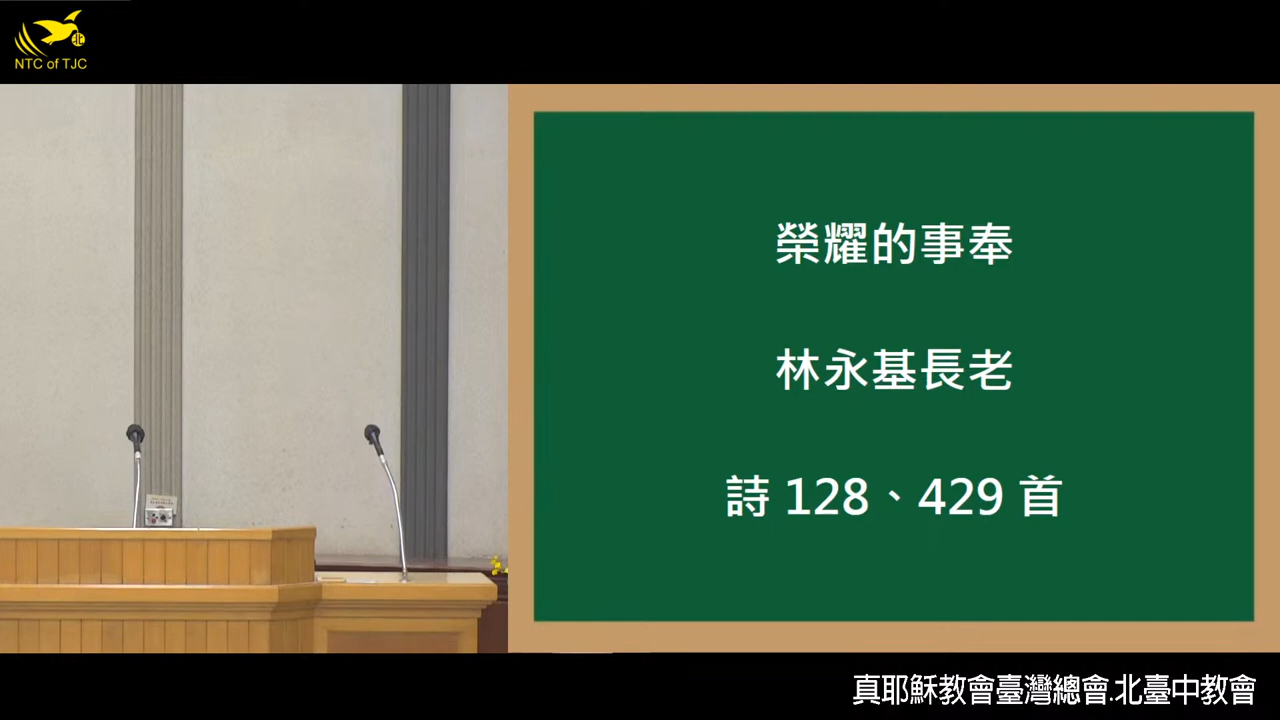 北
NTC of TJC
榮耀的事奉
林永基長老
詩 128、429 首
真耶穌教會臺灣總會.北臺中教會